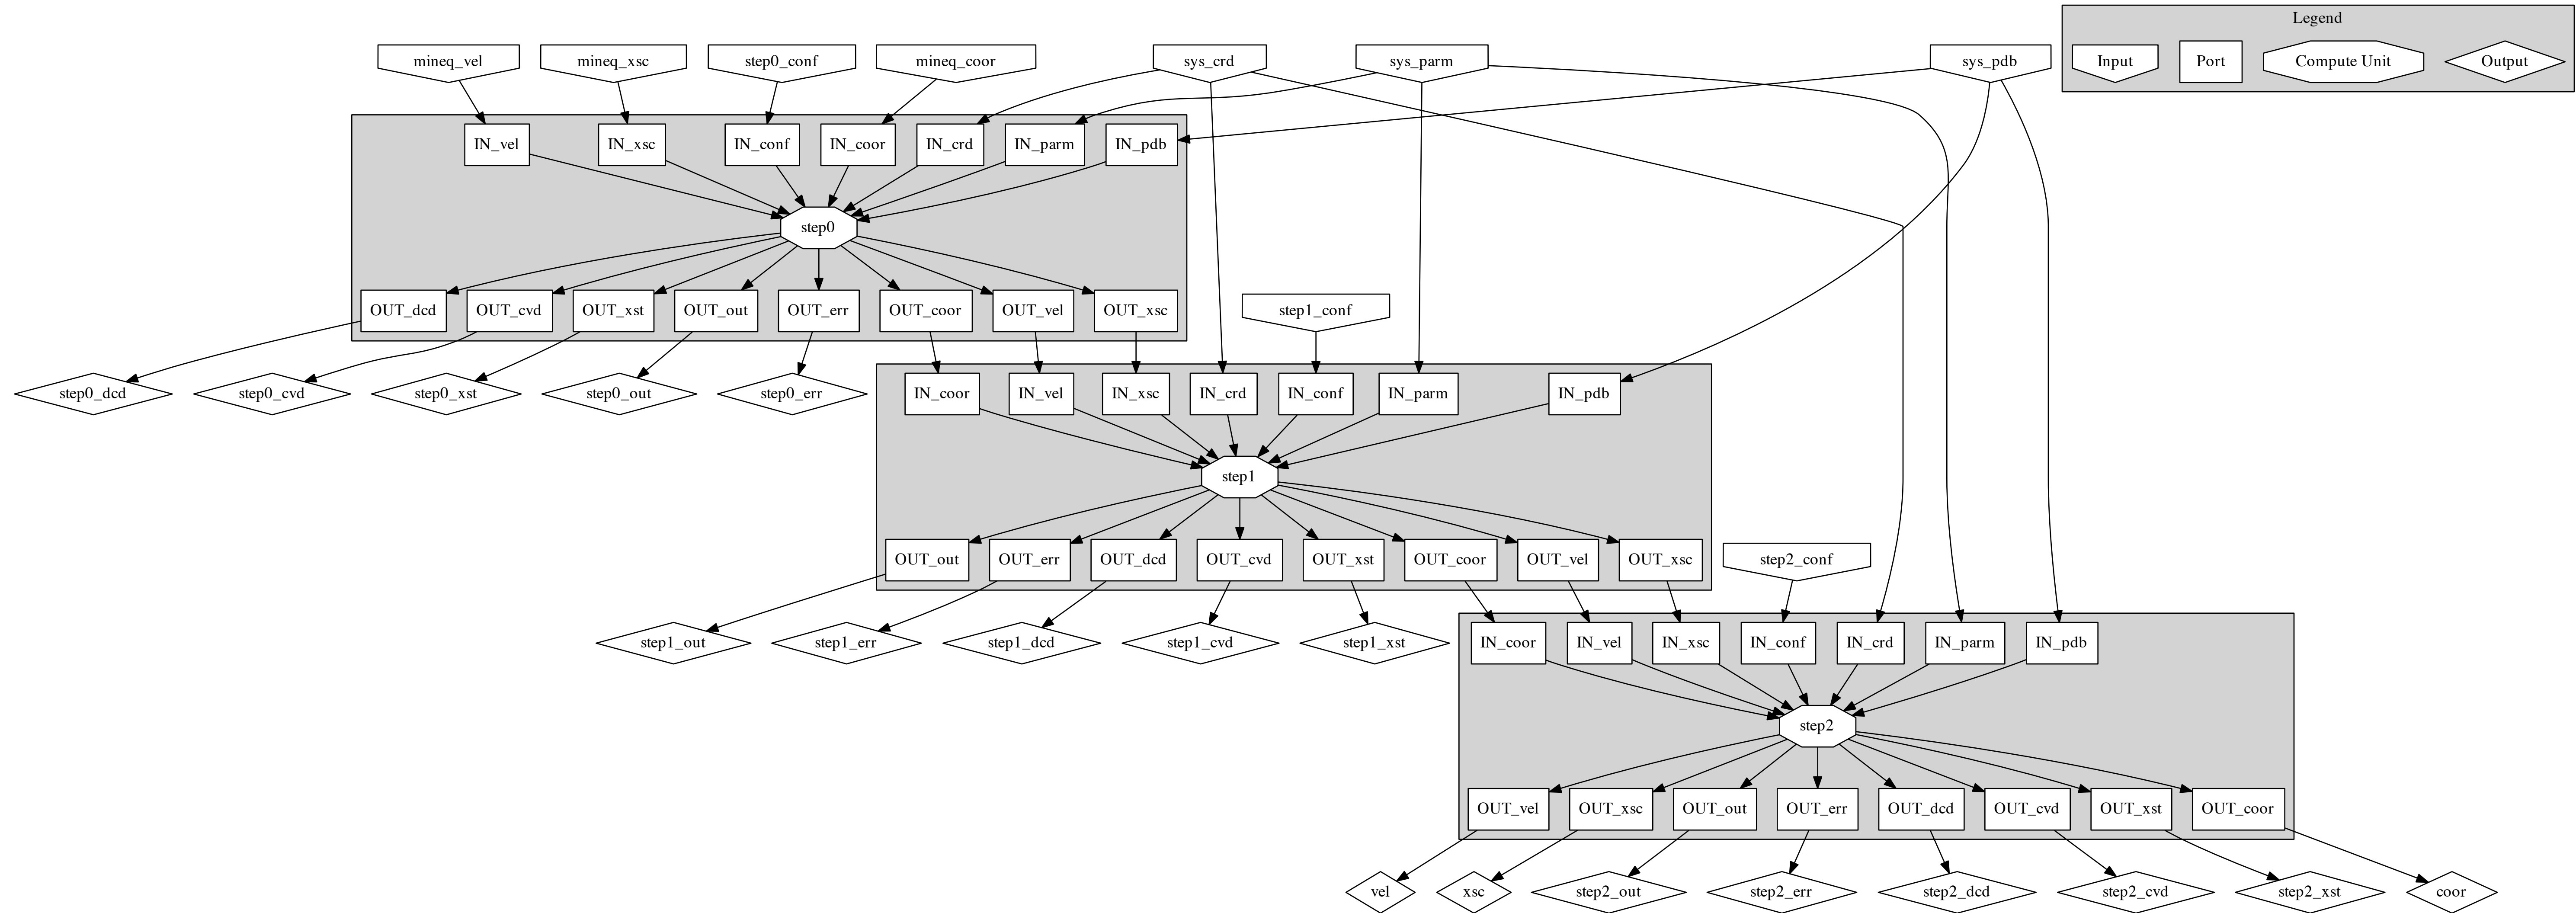 Legend
mineq_vel
mineq_xsc
step0_conf
mineq_coor
sys_crd
sys_parm
sys_pdb
Input
Port
Compute Unit
Output
IN_vel
IN_xsc
IN_conf
IN_coor
IN_crd
IN_parm
IN_pdb
step0
OUT_dcd
OUT_cvd
OUT_xst
OUT_out
OUT_err
OUT_coor
OUT_vel
OUT_xsc
step1_conf
step0_dcd
step0_cvd
step0_xst
step0_out
step0_err
IN_coor
IN_vel
IN_xsc
IN_crd
IN_conf
IN_parm
IN_pdb
step1
OUT_out
OUT_err
OUT_dcd
OUT_cvd
OUT_xst
OUT_coor
OUT_vel
OUT_xsc
step2_conf
step1_out
step1_err
step1_dcd
step1_cvd
step1_xst
IN_coor
IN_vel
IN_xsc
IN_conf
IN_crd
IN_parm
IN_pdb
step2
OUT_vel
OUT_xsc
OUT_out
OUT_err
OUT_dcd
OUT_cvd
OUT_xst
OUT_coor
vel
xsc
step2_out
step2_err
step2_dcd
step2_cvd
step2_xst
coor